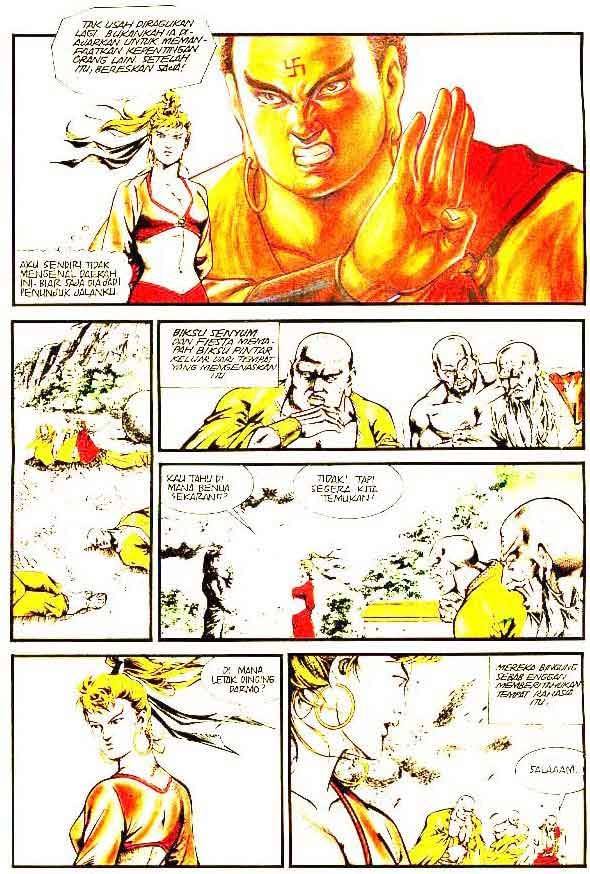 TAK USAH DIRAGUKAN
LAGI. BUKANKAH IA DI-
AJARKAN UNTUK MEMAN-
FAATKAN KEPENTINGAN
ORANG LAIN. SETELAH
ITU, BERESKAN SAJA!
AKU SENDIRI TIDAK
MENGENAL DAERAH
INI. BIAR SAJA DIA JADI
PENUNJUK JALANKU.
BIKSU SENYUM
DAN FIESTA MEMA-
PAH BIKSU PINTAR
KELUAR DARI TEMPAT
YANG MENGENASKAN
ITU
KAU TAHU DI
MANA BENUA
SEKARANG?
TIDAK! TAPI
SEGERA KITA
TEMUKAN!
DI MANA
LETAK DINDING
DARMO?
MEREKA BINGUNG
SEBAB ENGGAN
MEMBERITAHUKAN
TEMPAT RAHASIA
ITU.
SALAAAM.